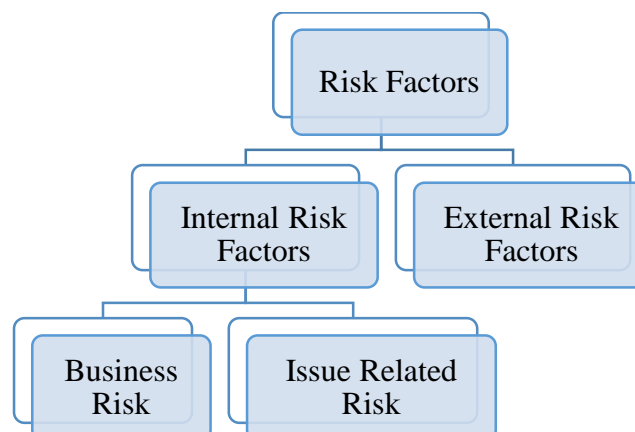 Risk Factors
Internal Risk
Factors
External Risk
Factors
Business
Risk
Issue Related
Risk